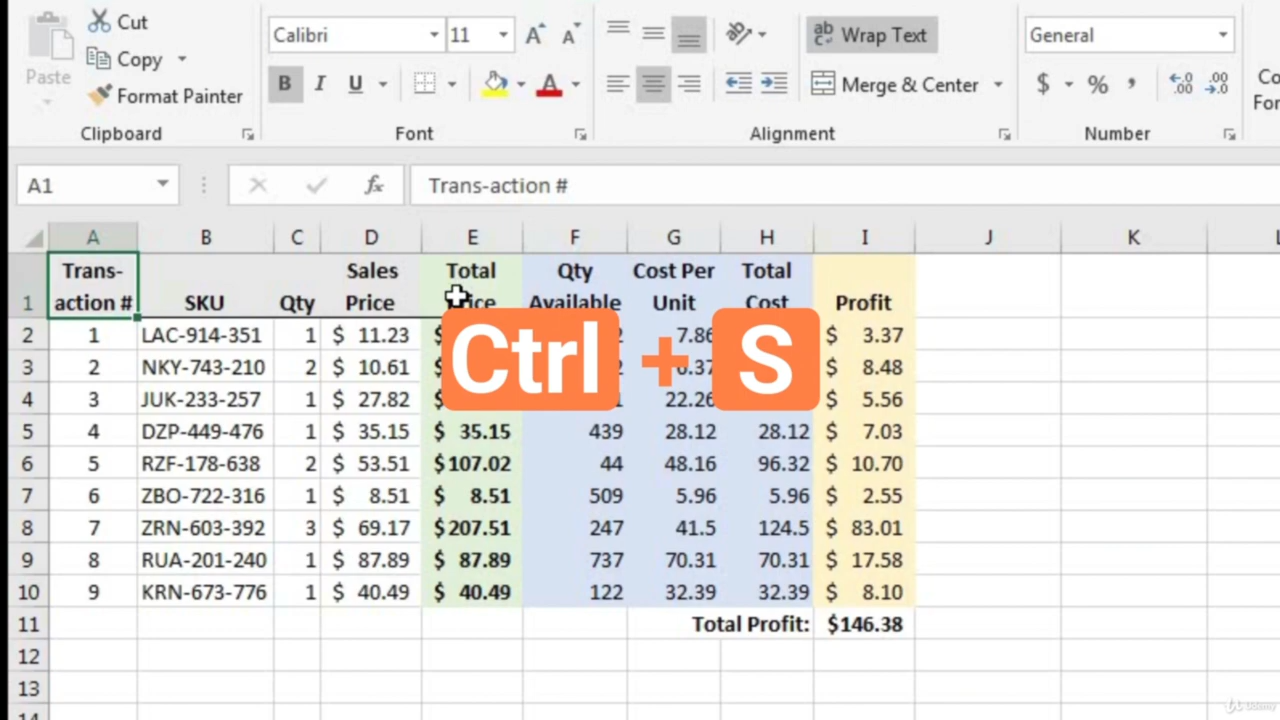 Cut
Copy
Paste
Format Painter
Clipboard
Calibri
11
B I U
A
Font
ab
Wrap Text
Merge & Center
Alignment
General
$ % ,
.00
Number
A1
fx
Trans-action #
A B C D E F G H I J K L
Trans-
action #
SKU
Qty
Sales
Price
Total
Qty
Available
Cost Per
Unit
Total
Cost
Profit
1
2 1 LAC-914-351 1 $ 11.23 $ 7.86 $ 3.37
3 2 NKY-743-210 2 $ 10.61 $ 8.48
4 3 JUK-233-257 1 $ 27.82 22.26 $ 5.56
5 4 DZP-449-476 1 $ 35.15 $ 35.15 439 28.12 28.12 $ 7.03
6 5 RZF-178-638 2 $ 53.51 $107.02 44 48.16 96.32 $ 10.70
7 6 ZBO-722-316 1 $ 8.51 $ 8.51 509 5.96 5.96 $ 2.55
8 7 ZRN-603-392 3 $ 69.17 $207.51 247 41.5 124.5 $ 83.01
9 8 RUA-201-240 1 $ 87.89 $ 87.89 737 70.31 70.31 $ 17.58
10 9 KRN-673-776 1 $ 40.49 $ 40.49 122 32.39 32.39 $ 8.10
11 Total Profit: $146.38
12
13
14
Ctrl + S
Udemy